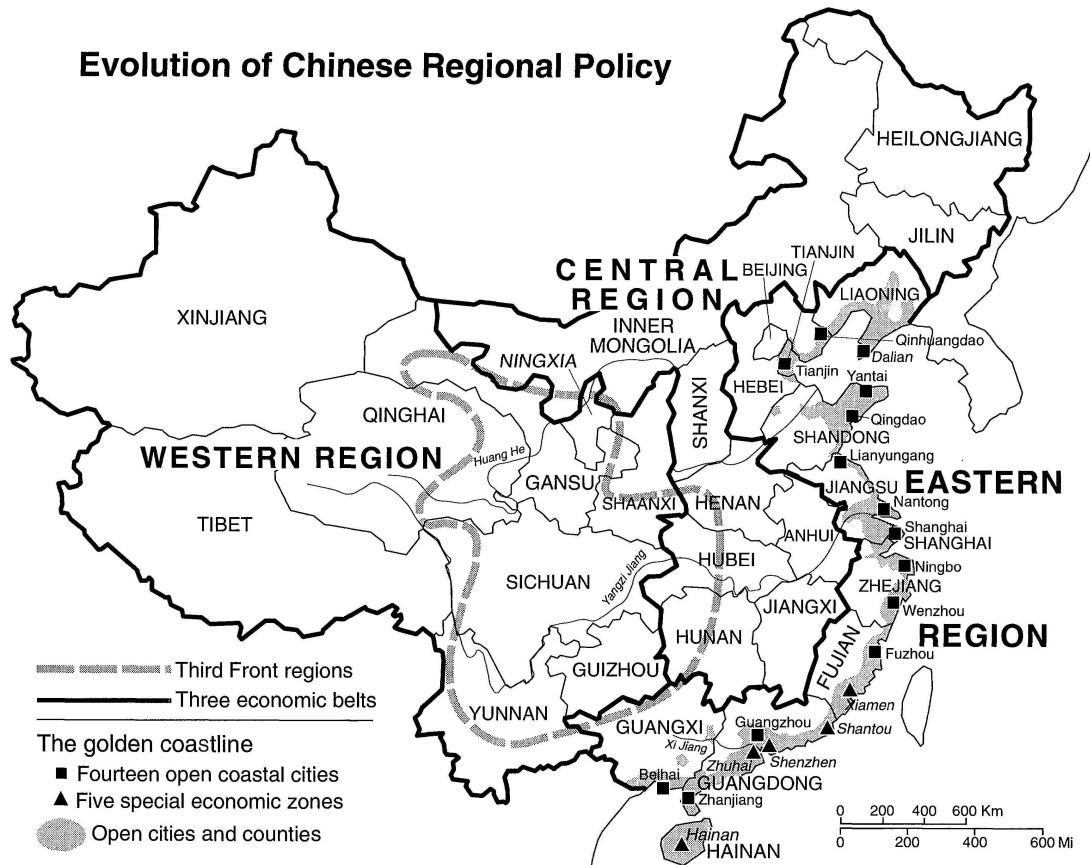 Evolution of Chinese Regional Policy
HEILONGJIANG
JILIN
TIANJIN
BEIJING
LIAONING
CENTRAL
REGION
XINJIANG
INNER
MONGOLIA
NINGXIA
Qinhuangdao
Dalian
Tianjin
Yantai
HEBEI
SHANXI
QINGHAI
Qingdao
SHANDONG
WESTERN REGION
Huang He
Lianyungang
GANSU
JIANGSU
EASTERN
SHAANXI
HENAN
Nantong
TIBET
ANHUI
Shanghai
SHANGHAI
HUBEI
SICHUAN
Yangzi Jiang
Ningbo
ZHEJIANG
JIANGXI
Wenzhou
HUNAN
REGION
FUJIAN
Fuzhou
GUIZHOU
Third Front regions
Three economic belts
YUNNAN
Xiamen
GUANGXI
Guangzhou
Shantou
Xi Jiang
Shenzhen
Zhuhai
The golden coastline
Fourteen open coastal cities
Beihai
GUANGDONG
Zhanjiang
Five special economic zones
Open cities and counties
Hainan
HAINAN
0 200 400 600 Km
0 200 400 600 Mi